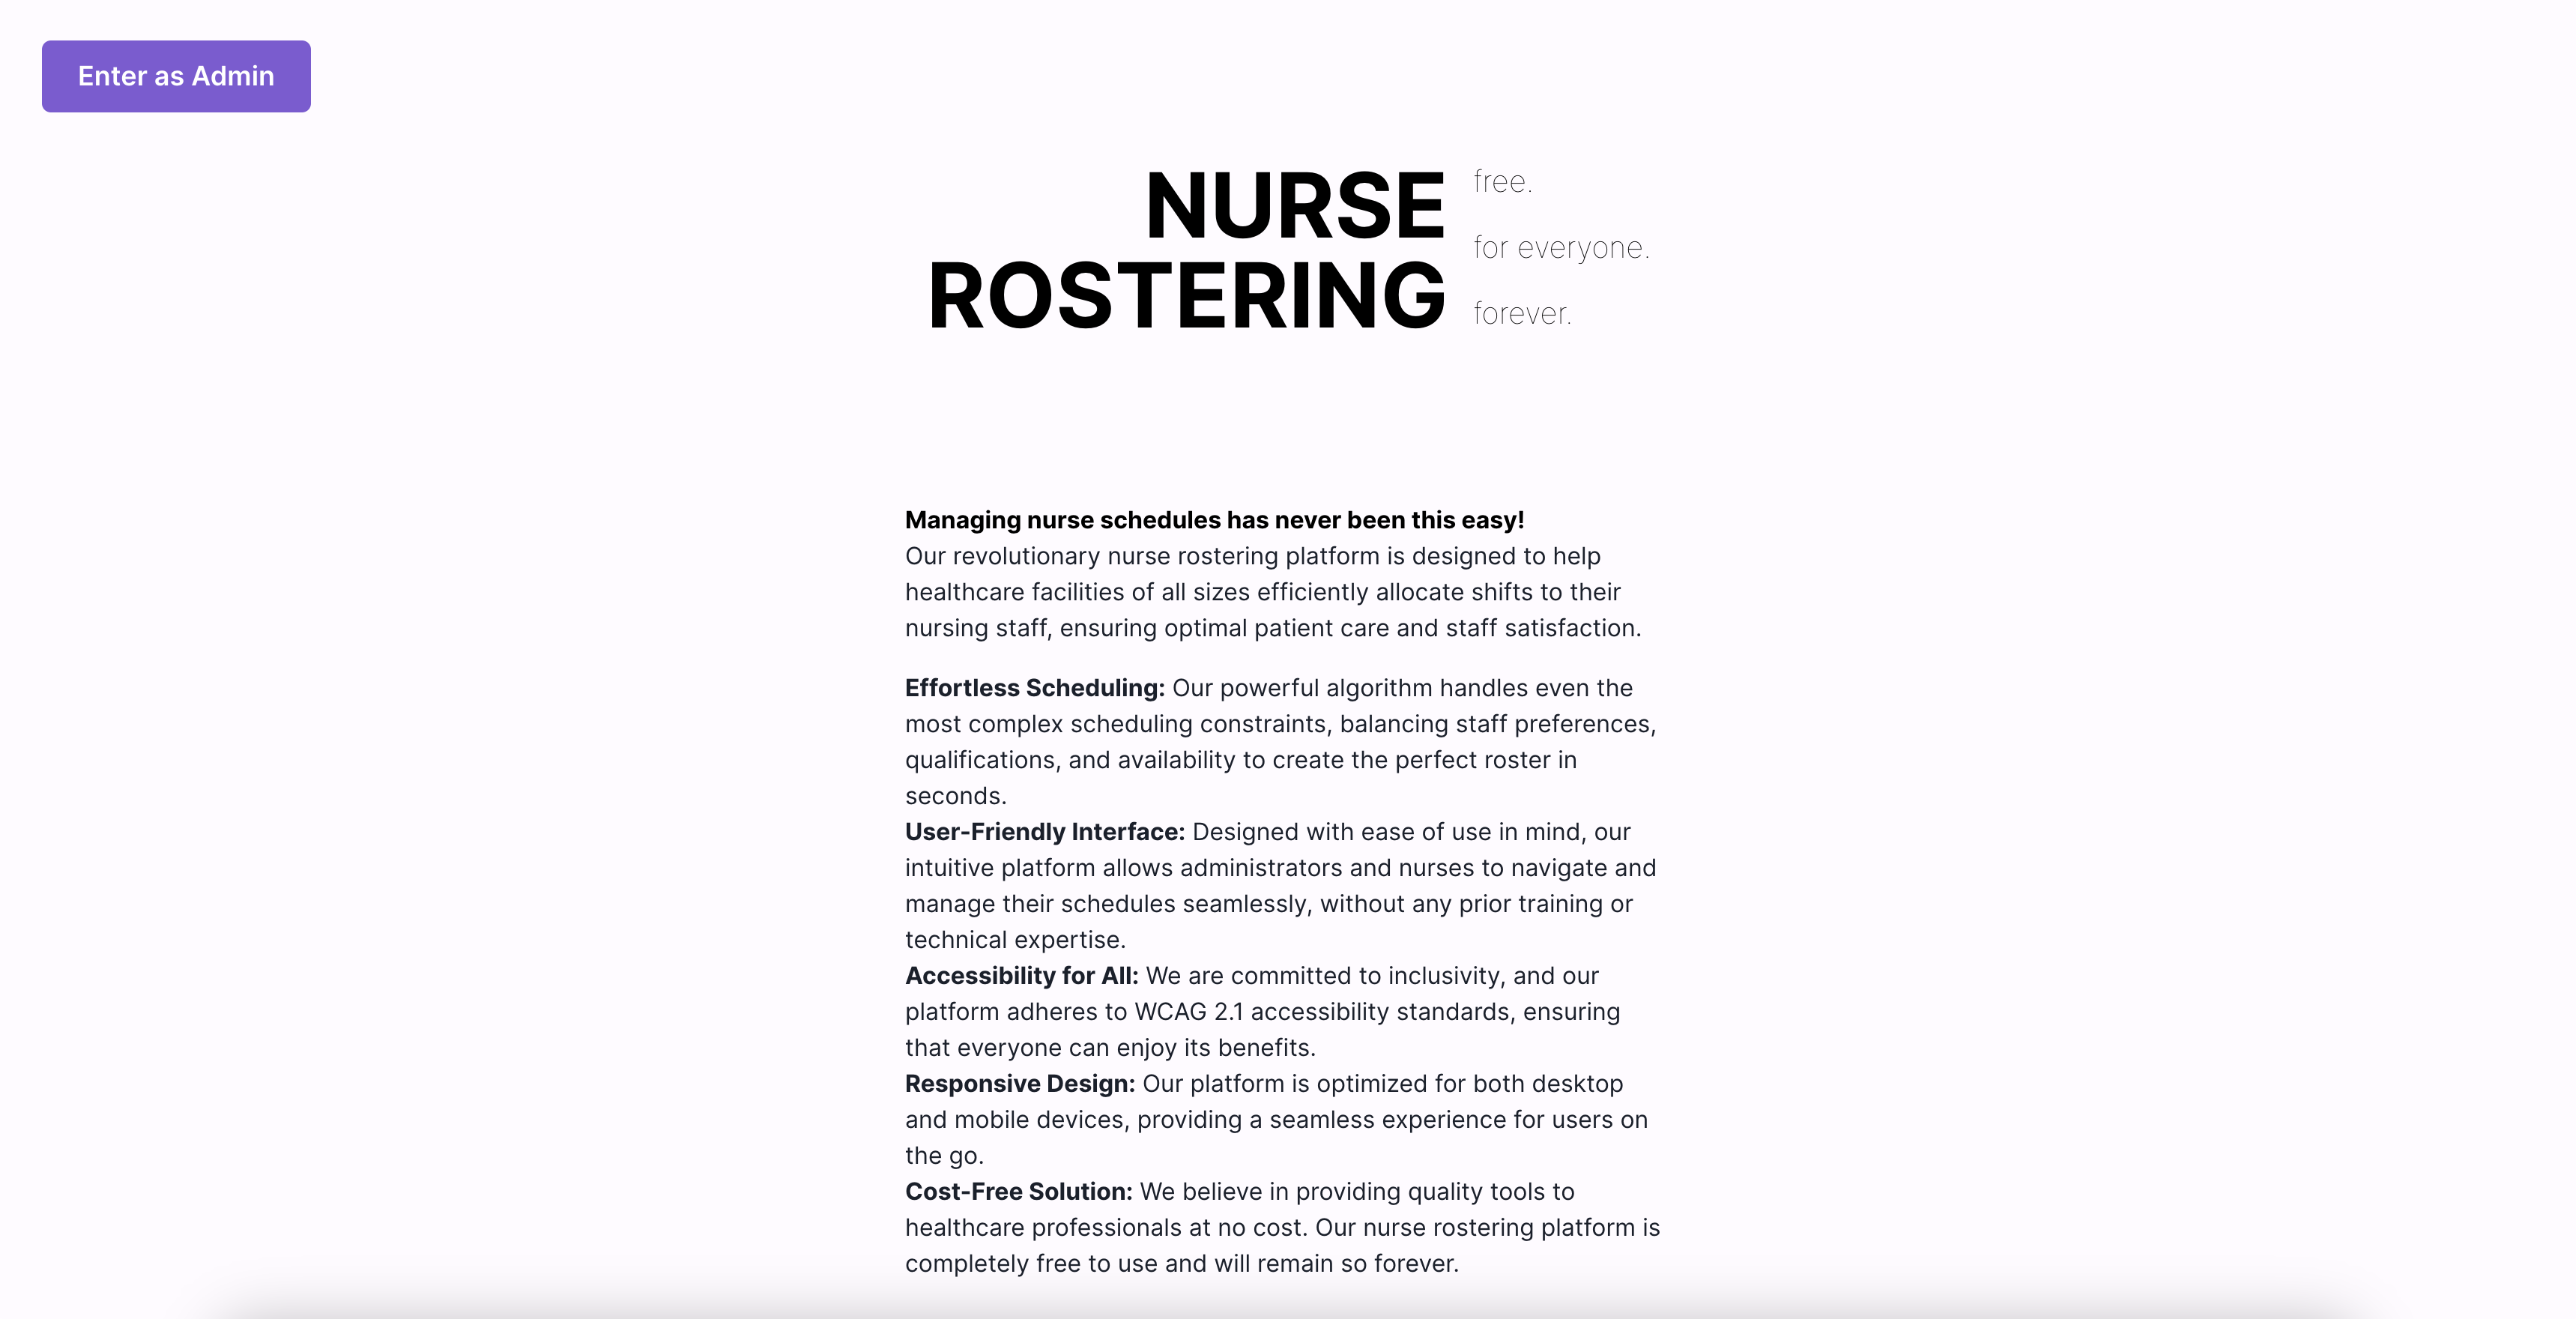 Enter as Admin
NURSE
ROSTERING
free.
for everyone.
forever.
Managing nurse schedules has never been this easy!
Our revolutionary nurse rostering platform is designed to help
healthcare facilities of all sizes efficiently allocate shifts to their
nursing staff, ensuring optimal patient care and staff satisfaction.
Effortless Scheduling: Our powerful algorithm handles even the
most complex scheduling constraints, balancing staff preferences,
qualifications, and availability to create the perfect roster in
seconds.
User-Friendly Interface: Designed with ease of use in mind, our
intuitive platform allows administrators and nurses to navigate and
manage their schedules seamlessly, without any prior training or
technical expertise.
Accessibility for All: We are committed to inclusivity, and our
platform adheres to WCAG 2.1 accessibility standards, ensuring
that everyone can enjoy its benefits.
Responsive Design: Our platform is optimized for both desktop
and mobile devices, providing a seamless experience for users on
the go.
Cost-Free Solution: We believe in providing quality tools to
healthcare professionals at no cost. Our nurse rostering platform is
completely free to use and will remain so forever.